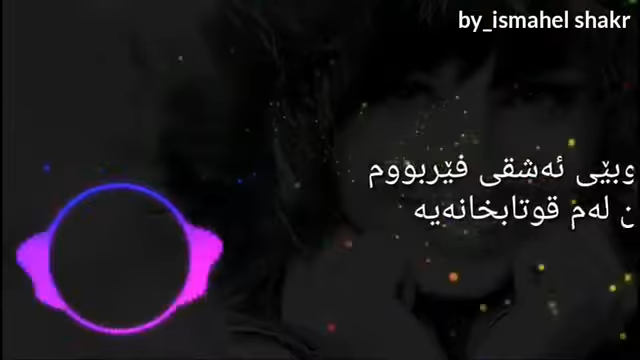 by_ismahel shakr
ئەشقی فێربووم
لەم قوتابخانەیە